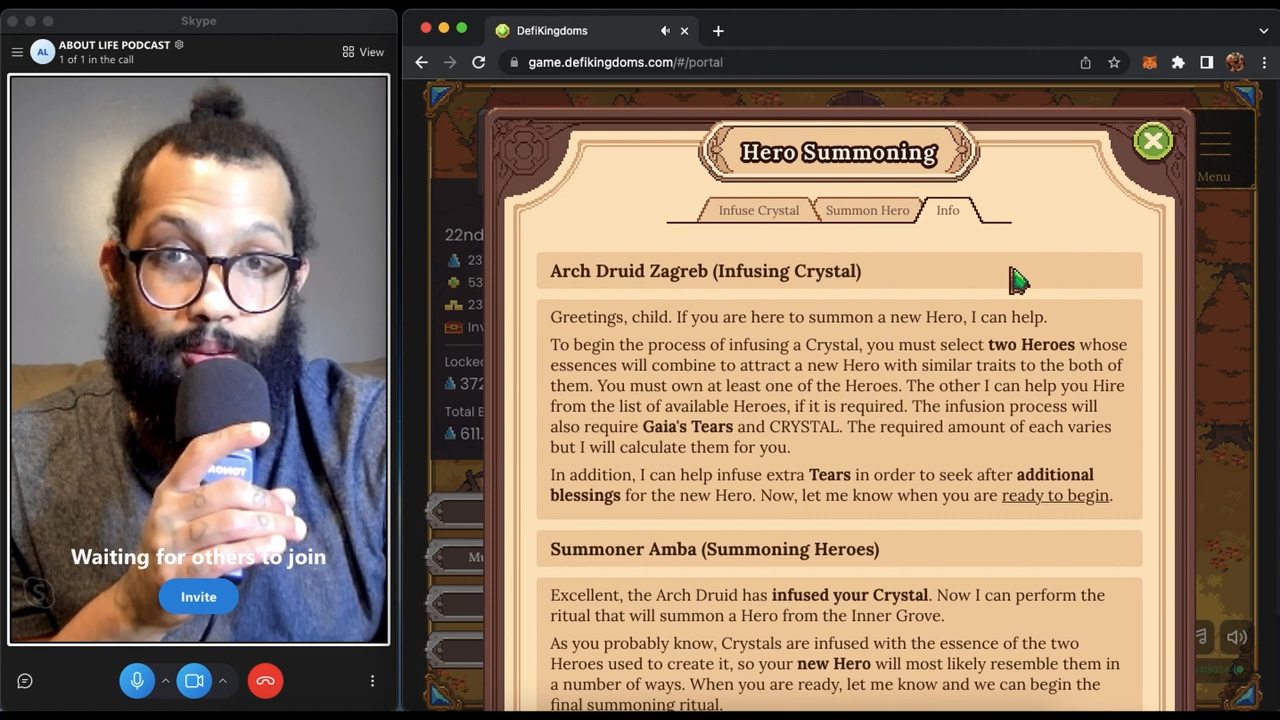 Skype
AL
ABOUT LIFE PODCAST
1 of 1 in the call
View
Waiting for others to join
Invite
DefiKingdoms
game.defikingdoms.com/#/portal
Menu
22nd
23
53
23
Inv
Locked
372
Total E
611.
Mu
Hero Summoning
Infuse Crystal
Summon Hero
Info
Arch Druid Zagreb (Infusing Crystal)
Greetings, child. If you are here to summon a new Hero, I can help.
To begin the process of infusing a Crystal, you must select two Heroes whose
essences will combine to attract a new Hero with similar traits to the both of
them. You must own at least one of the Heroes. The other I can help you Hire
from the list of available Heroes, if it is required. The infusion process will
also require Gaia's Tears and CRYSTAL. The required amount of each varies
but I will calculate them for you.
In addition, I can help infuse extra Tears in order to seek after additional
blessings for the new Hero. Now, let me know when you are ready to begin.
Summoner Amba (Summoning Heroes)
Excellent, the Arch Druid has infused your Crystal. Now I can perform the
ritual that will summon a Hero from the Inner Grove.
As you probably know, Crystals are infused with the essence of the two
Heroes used to create it, so your new Hero will most likely resemble them in
a number of ways. When you are ready, let me know and we can begin the
final summoning ritual.